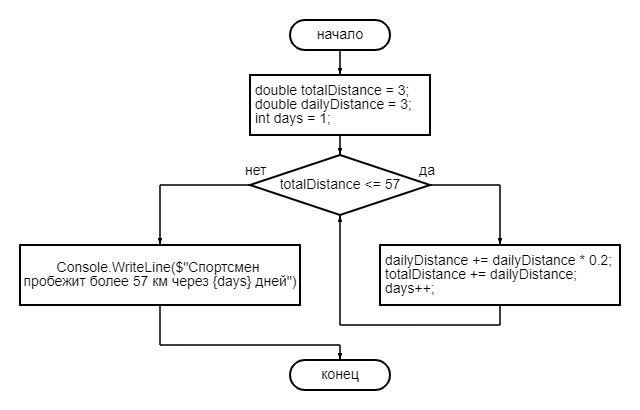 начало
double totalDistance = 3;
double dailyDistance = 3;
int days = 1;
нет
да
totalDistance <= 57
Console.WriteLine($"Спортсмен
пробежит более 57 км через {days} дней")
dailyDistance += dailyDistance * 0.2;
totalDistance += dailyDistance;
days++;
конец